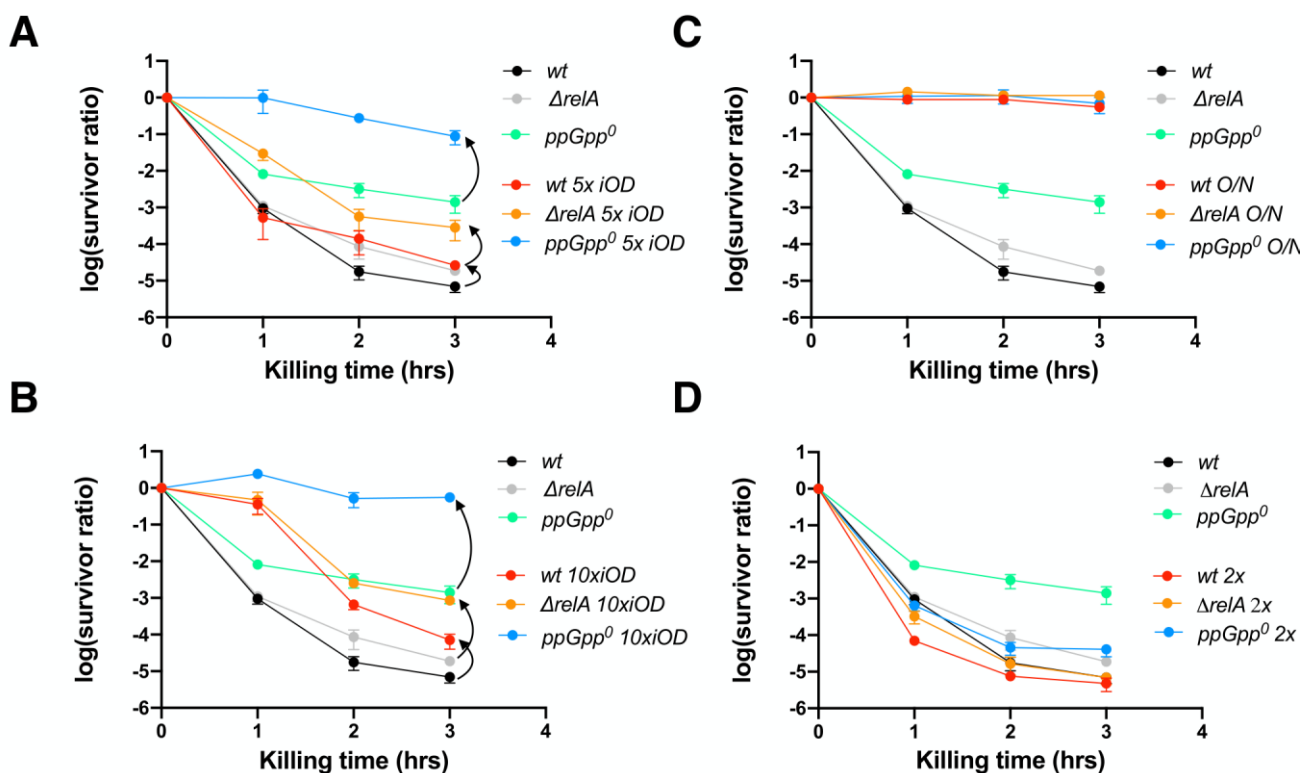 A
log(survivor ratio)
1
0
-1
-2
-3
-4
-5
-6
0
1
2
3
4
Killing time (hrs)
wt
ΔrelA
ppGpp⁰
wt 5x iOD
ΔrelA 5x iOD
ppGpp⁰ 5x iOD
C
log(survivor ratio)
1
0
-1
-2
-3
-4
-5
-6
0
1
2
3
4
Killing time (hrs)
wt
ΔrelA
ppGpp⁰
wt O/N
ΔrelA O/N
ppGpp⁰ O/N
B
log(survivor ratio)
1
0
-1
-2
-3
-4
-5
-6
0
1
2
3
4
Killing time (hrs)
wt
ΔrelA
ppGpp⁰
wt 10xiOD
ΔrelA 10xiOD
ppGpp⁰ 10xiOD
D
log(survivor ratio)
1
0
-1
-2
-3
-4
-5
-6
0
1
2
3
4
Killing time (hrs)
wt
ΔrelA
ppGpp⁰
wt 2x
ΔrelA 2x
ppGpp⁰ 2x